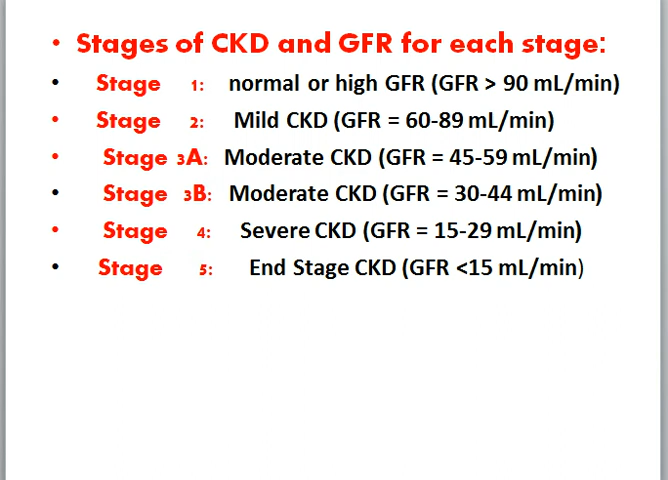 • Stages of CKD and GFR for each stage:
• Stage 1: normal or high GFR (GFR > 90 mL/min)
• Stage 2: Mild CKD (GFR = 60-89 mL/min)
• Stage 3A: Moderate CKD (GFR = 45-59 mL/min)
• Stage 3B: Moderate CKD (GFR = 30-44 mL/min)
• Stage 4: Severe CKD (GFR = 15-29 mL/min)
• Stage 5: End Stage CKD (GFR <15 mL/min)